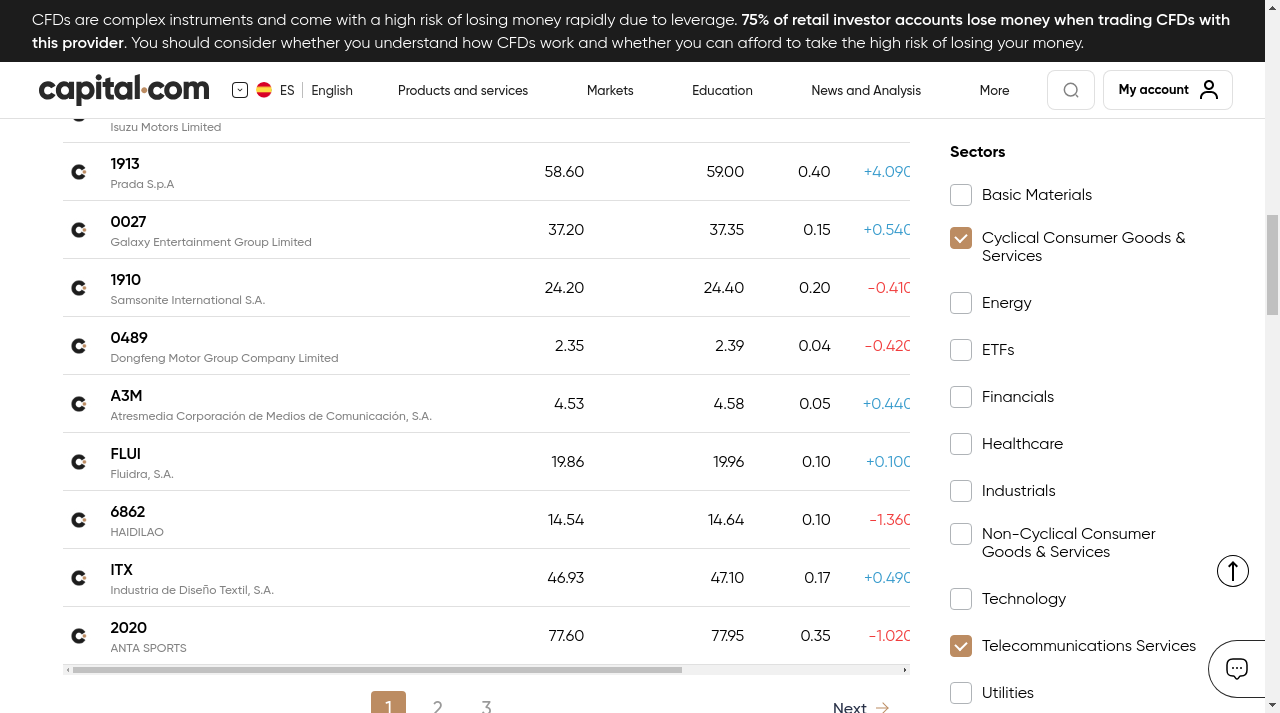 CFDs are complex instruments and come with a high risk of losing money rapidly due to leverage. 75% of retail investor accounts lose money when trading CFDs with
this provider. You should consider whether you understand how CFDs work and whether you can afford to take the high risk of losing your money.
capital.com ES English Products and services Markets Education News and Analysis More My account
Isuzu Motors Limited
1913 58.60 59.00 0.40 +4.090
Prada S.p.A
0027 37.20 37.35 0.15 +0.540
Galaxy Entertainment Group Limited
1910 24.20 24.40 0.20 -0.410
Samsonite International S.A.
0489 2.35 2.39 0.04 -0.420
Dongfeng Motor Group Company Limited
A3M 4.53 4.58 0.05 +0.440
Atresmedia Corporación de Medios de Comunicación, S.A.
FLUI 19.86 19.96 0.10 +0.100
Fluidra, S.A.
6862 14.54 14.64 0.10 -1.360
HAIDILAO
ITX 46.93 47.10 0.17 +0.490
Industria de Diseño Textil, S.A.
2020 77.60 77.95 0.35 -1.020
ANTA SPORTS
1 2 3 Next
Sectors
Basic Materials
Cyclical Consumer Goods &
Services
Energy
ETFs
Financials
Healthcare
Industrials
Non-Cyclical Consumer
Goods & Services
Technology
Telecommunications Services
Utilities